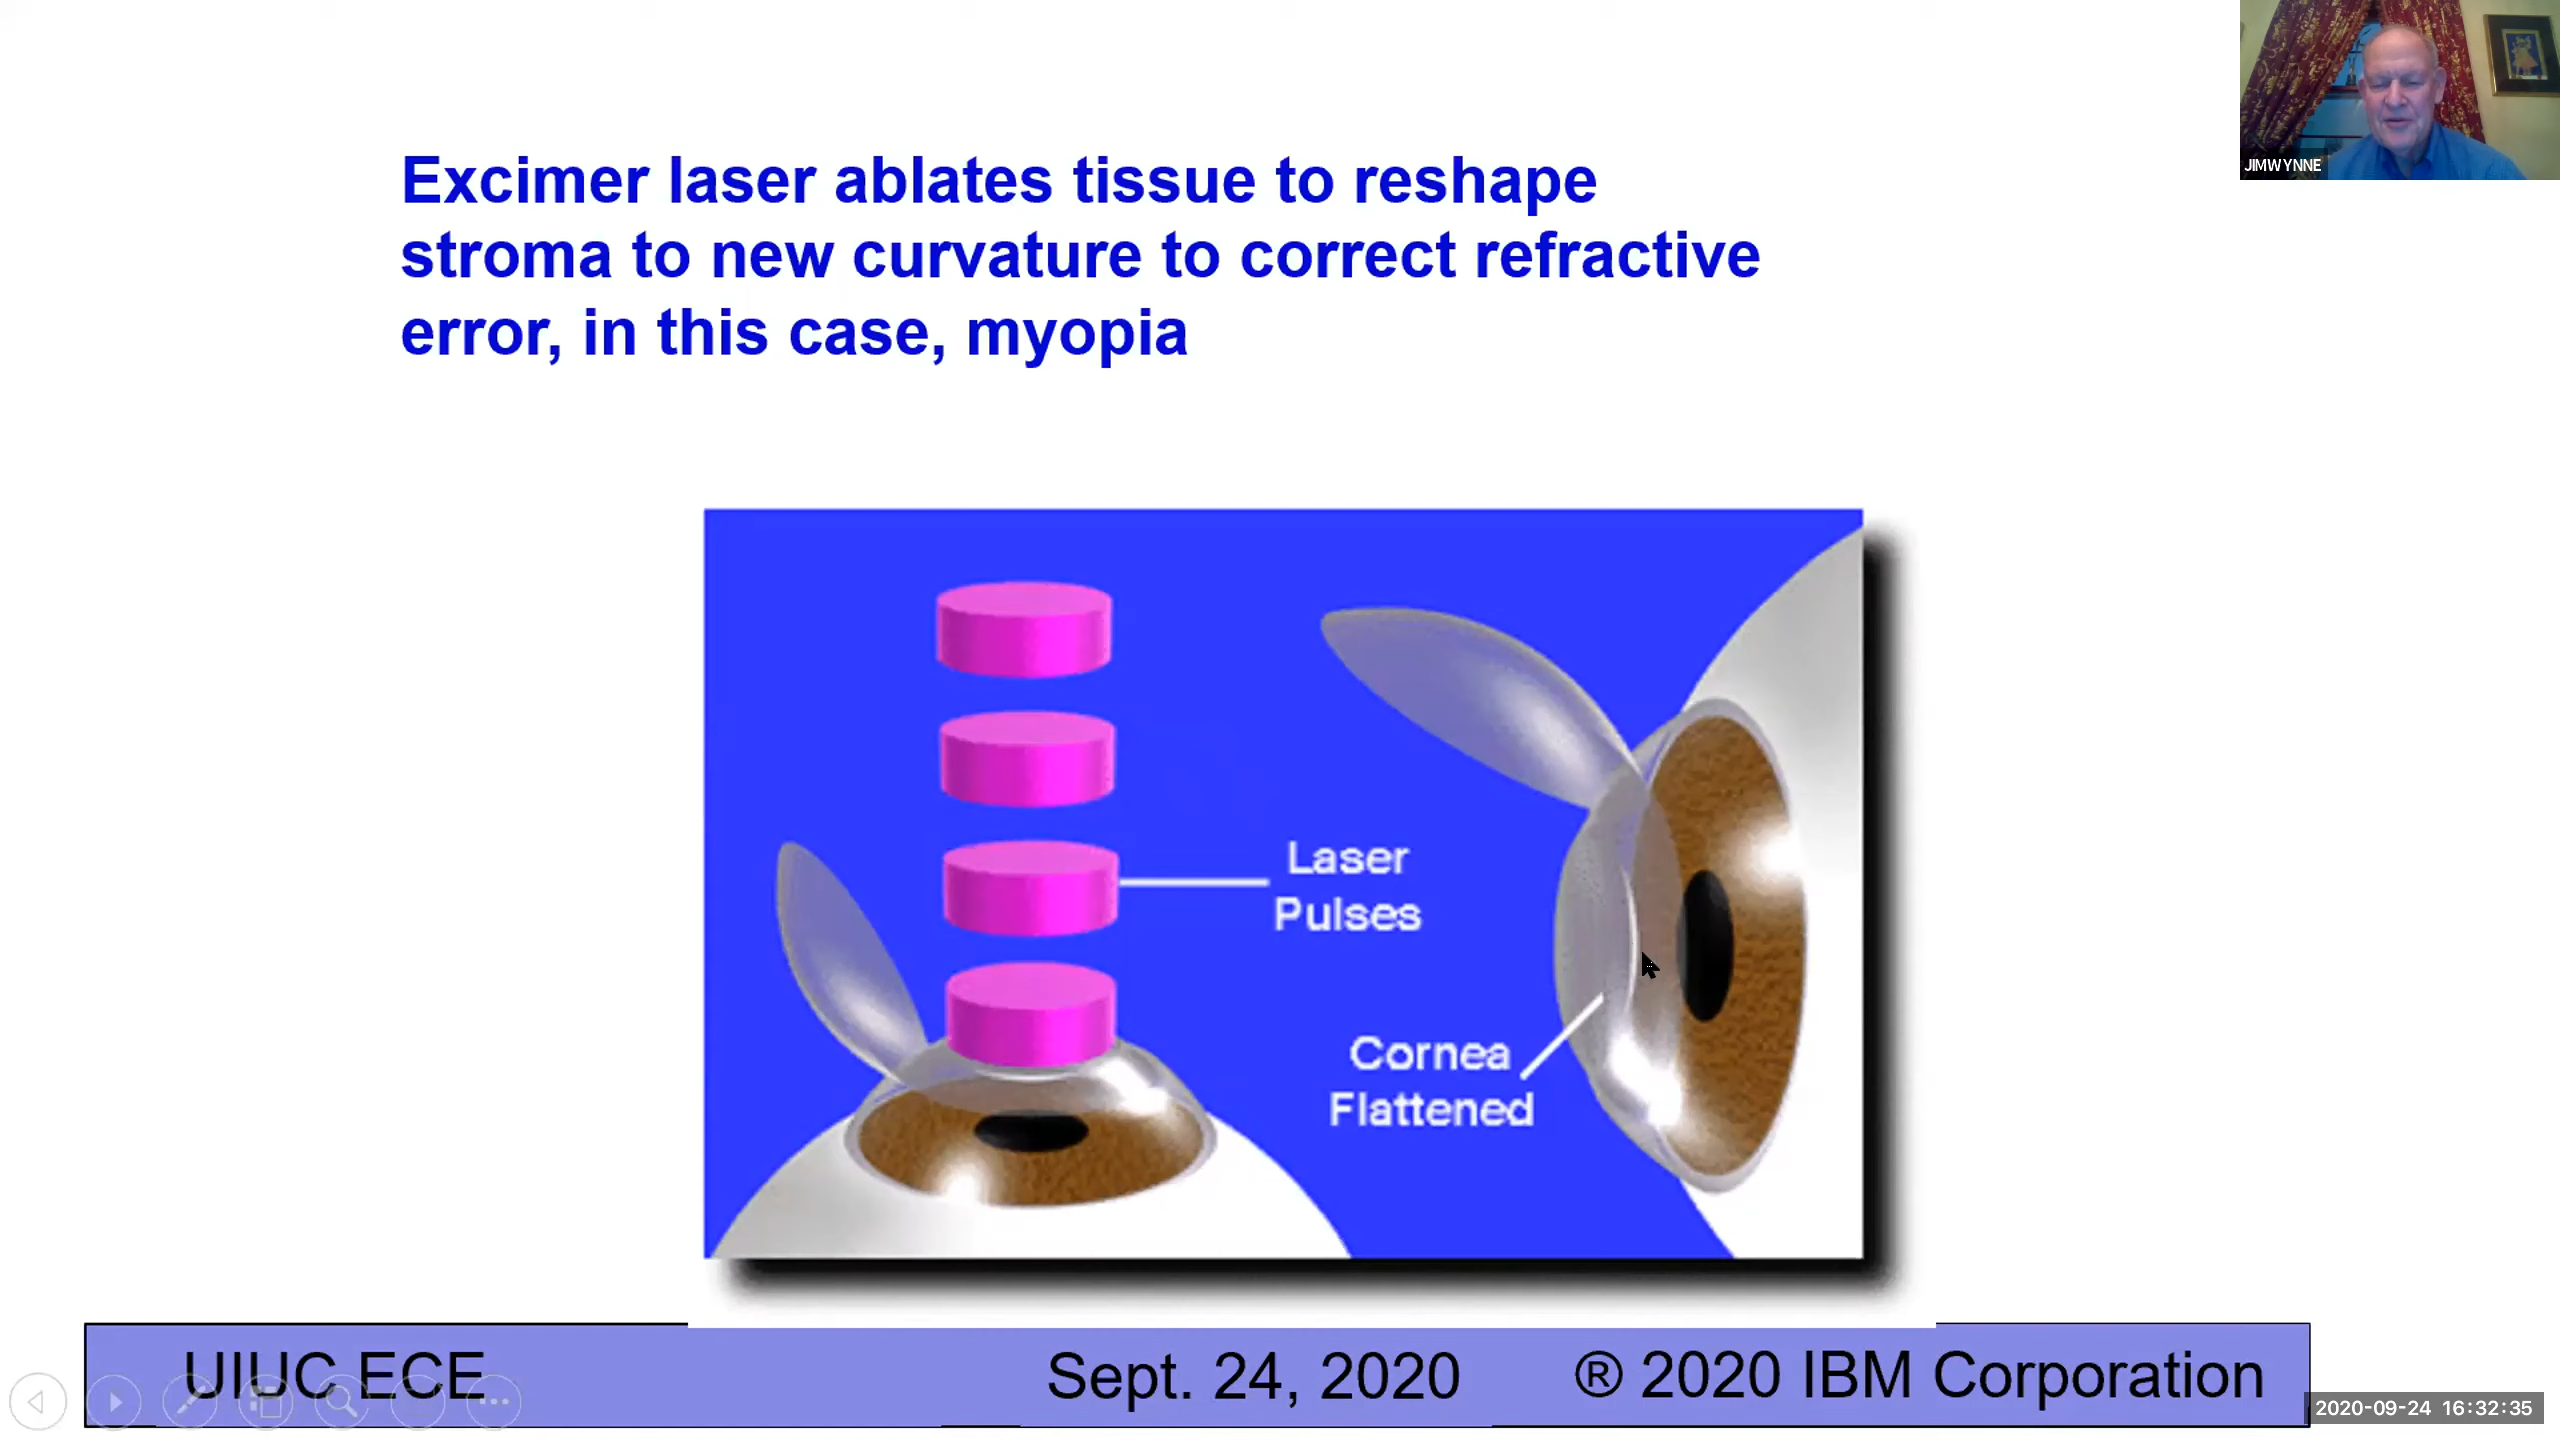 JIMWYNNE
Excimer laser ablates tissue to reshape
stroma to new curvature to correct refractive
error, in this case, myopia
Laser
Pulses
Cornea
Flattened
UIUC ECE
Sept. 24, 2020
® 2020 IBM Corporation
2020-09-24 16:32:35